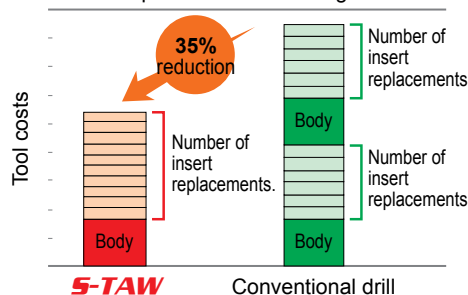 35%
reduction
Number of
insert
replacements
Body
Number of
insert
replacements
Body
Number of
insert
replacements.
Body
Tool costs
S-TAW
Conventional drill